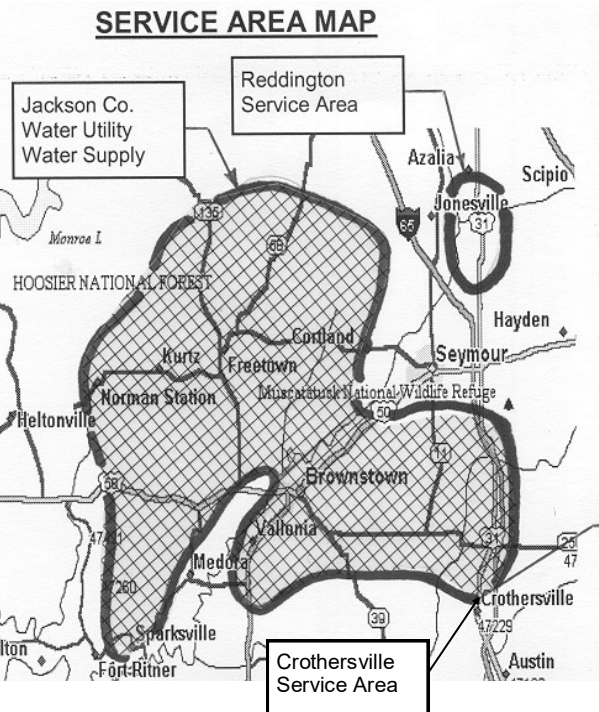 SERVICE AREA MAP
Reddington
Service Area
Jackson Co.
Water Utility
Water Supply
Azalia
Scipio
135
Jonesville
65
31
Monroe L
58
HOOSIER NATIONAL FOREST
Hayden
Cortland
Kurtz
Freetown
Seymour
Norman Station
Muscatatuck National Wildlife Refuge
50
Heltonville
11
58
Brownstown
Vallonia
31
25
47
Medora
Crothersville
39
47229
Sparksville
lton
Fort Ritner
Crothersville
Service Area
Austin